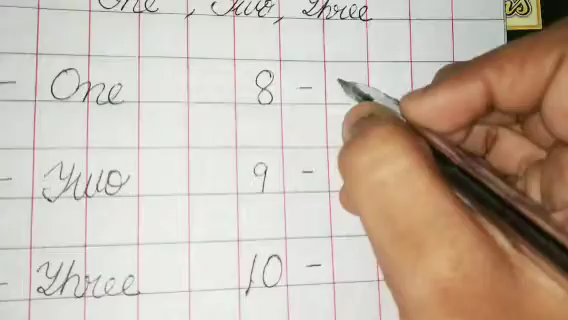 One, Two, Three
- One 8 -
- Two 9 -
- Three 10 -